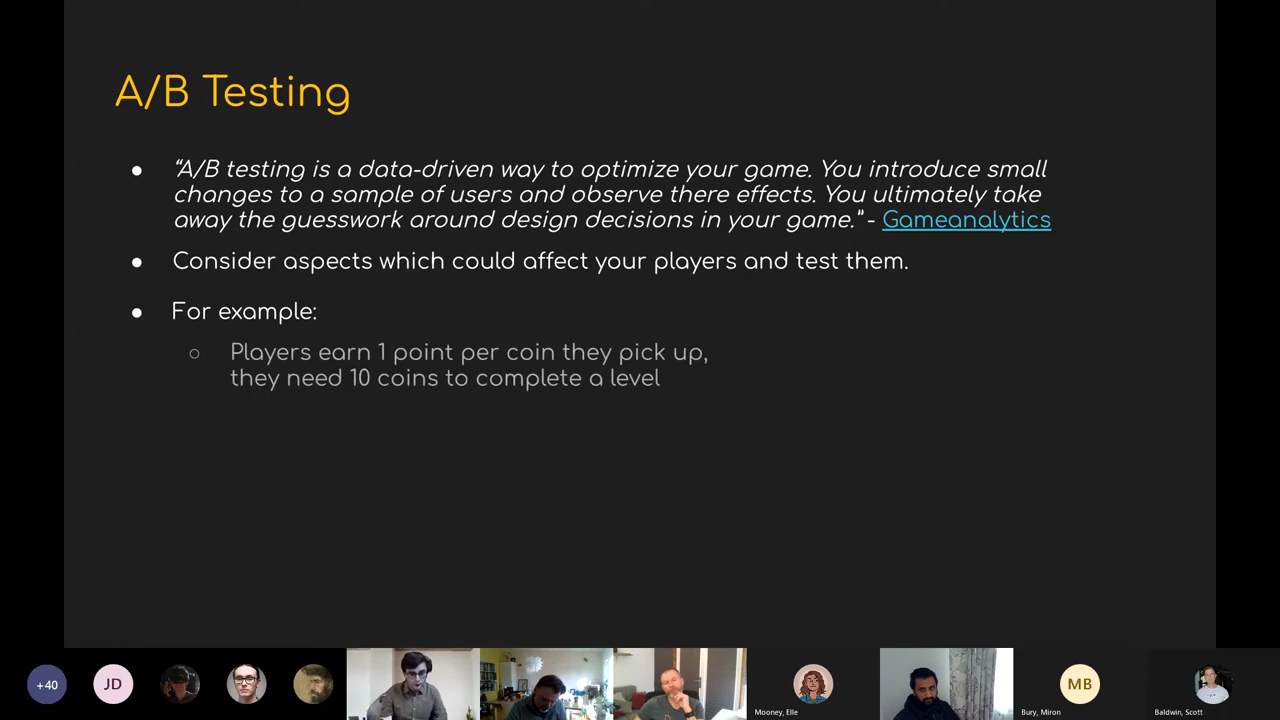 A/B Testing
● “A/B testing is a data-driven way to optimize your game. You introduce small
changes to a sample of users and observe there effects. You ultimately take
away the guesswork around design decisions in your game.” - Gameanalytics
● Consider aspects which could affect your players and test them.
● For example:
○ Players earn 1 point per coin they pick up,
they need 10 coins to complete a level
+40
JD
Mooney, Elle
MB
Bury, Miron
Baldwin, Scott